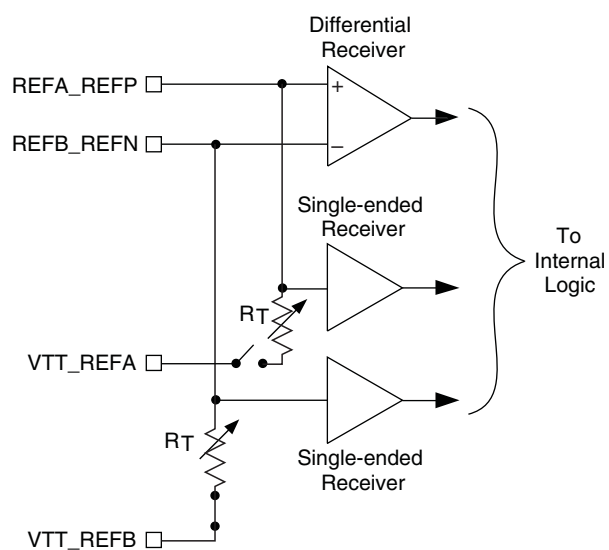 Differential
Receiver
REFA_REFP
+
REFB_REFN
–
Single-ended
Receiver
To
Internal
Logic
RT
VTT_REFA
RT
Single-ended
Receiver
VTT_REFB